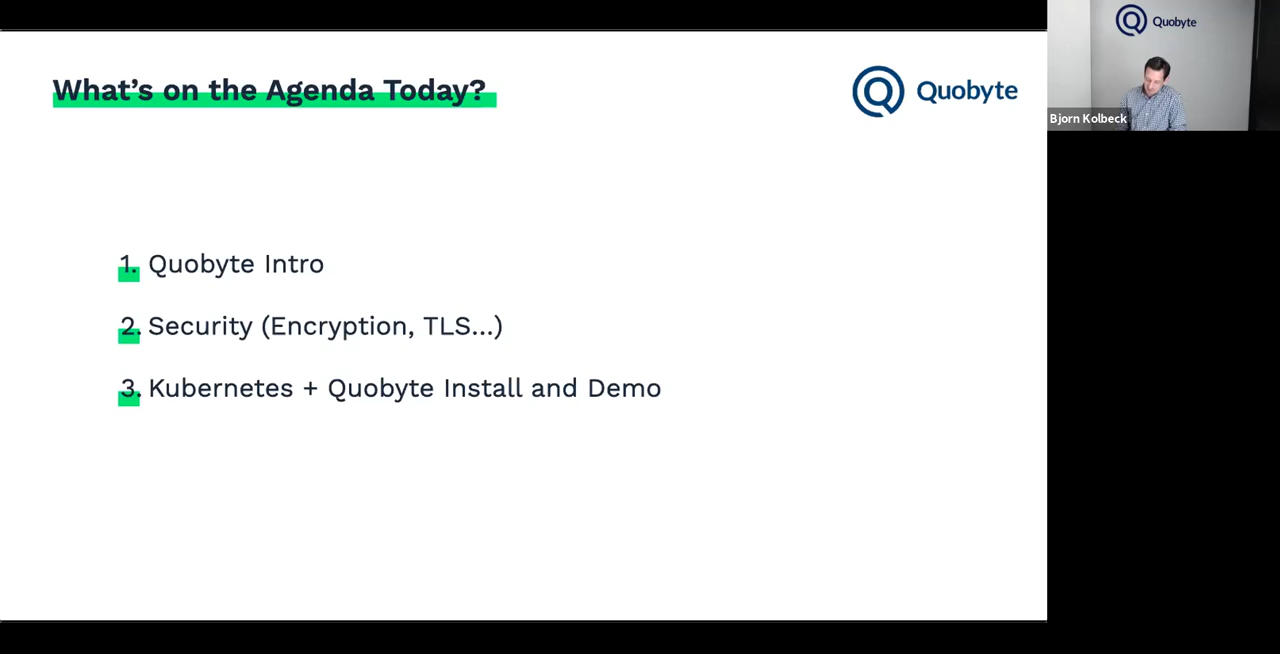 What's on the Agenda Today?
Quobyte
Quobyte
Bjorn Kolbeck
1. Quobyte Intro
2. Security (Encryption, TLS...)
3. Kubernetes + Quobyte Install and Demo